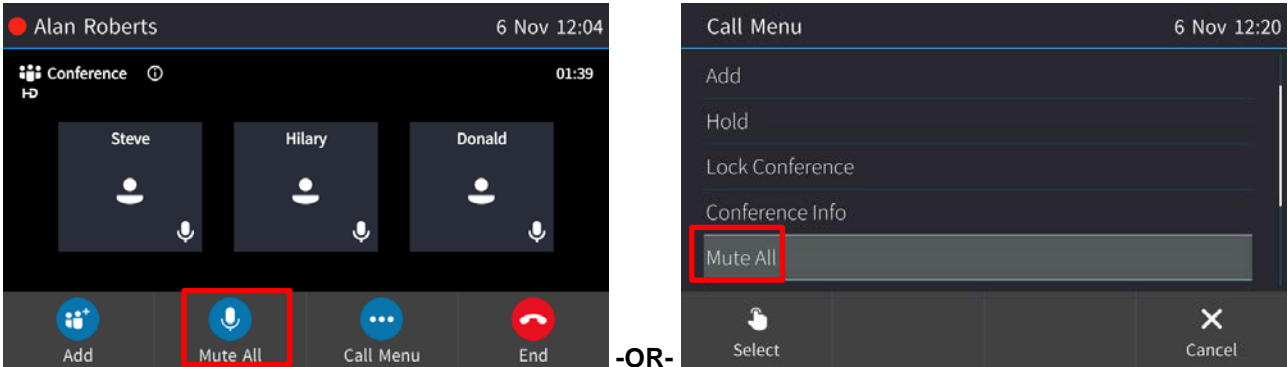 Alan Roberts 6 Nov 12:04
Conference 01:39
HD
Steve Hilary Donald
Add Mute All Call Menu End
-OR-
Call Menu 6 Nov 12:20
Add
Hold
Lock Conference
Conference Info
Mute All
Select Cancel